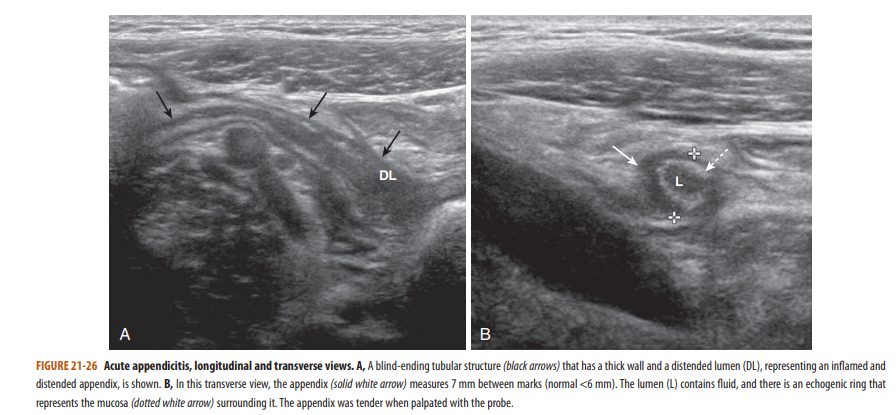 DL
L
A
B
FIGURE 21-26 Acute appendicitis, longitudinal and transverse views. A, A blind-ending tubular structure (black arrows) that has a thick wall and a distended lumen (DL), representing an inflamed and
distended appendix, is shown. B, In this transverse view, the appendix (solid white arrow) measures 7 mm between marks (normal <6 mm). The lumen (L) contains fluid, and there is an echogenic ring that
represents the mucosa (dotted white arrow) surrounding it. The appendix was tender when palpated with the probe.